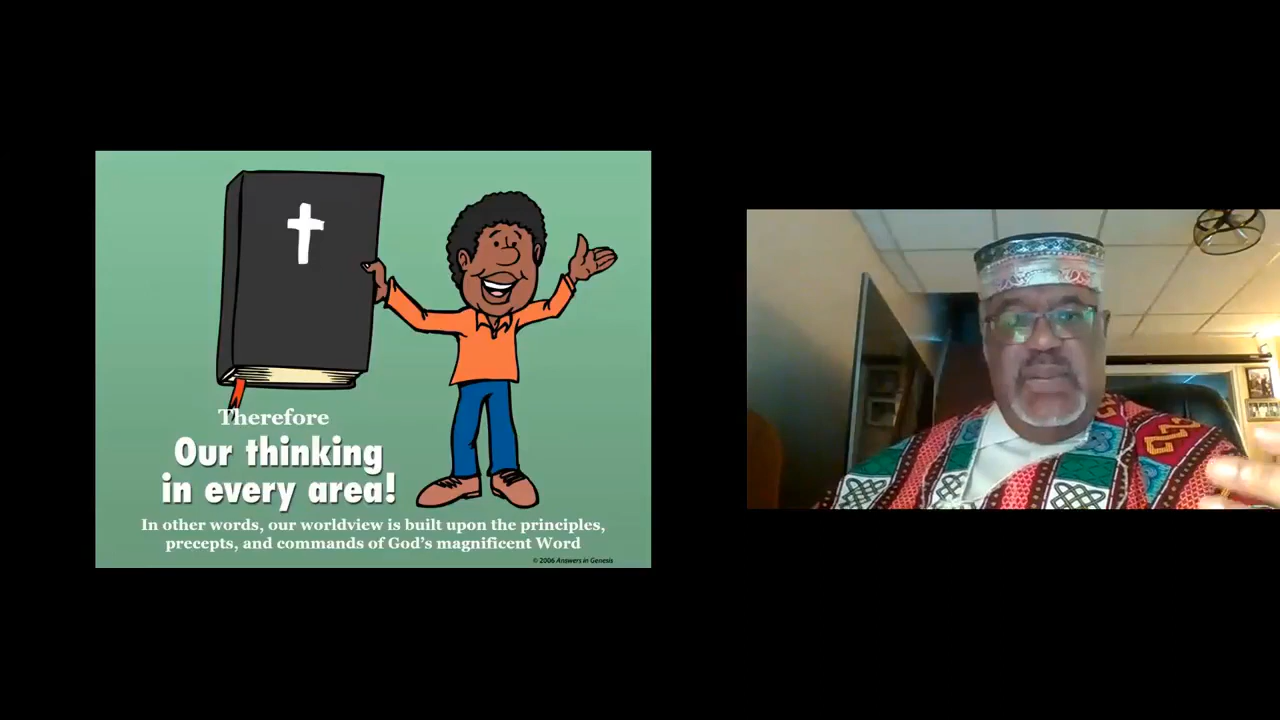 Therefore
Our thinking
in every area!
In other words, our worldview is built upon the principles,
precepts, and commands of God's magnificent Word
© 2006 Answers in Genesis